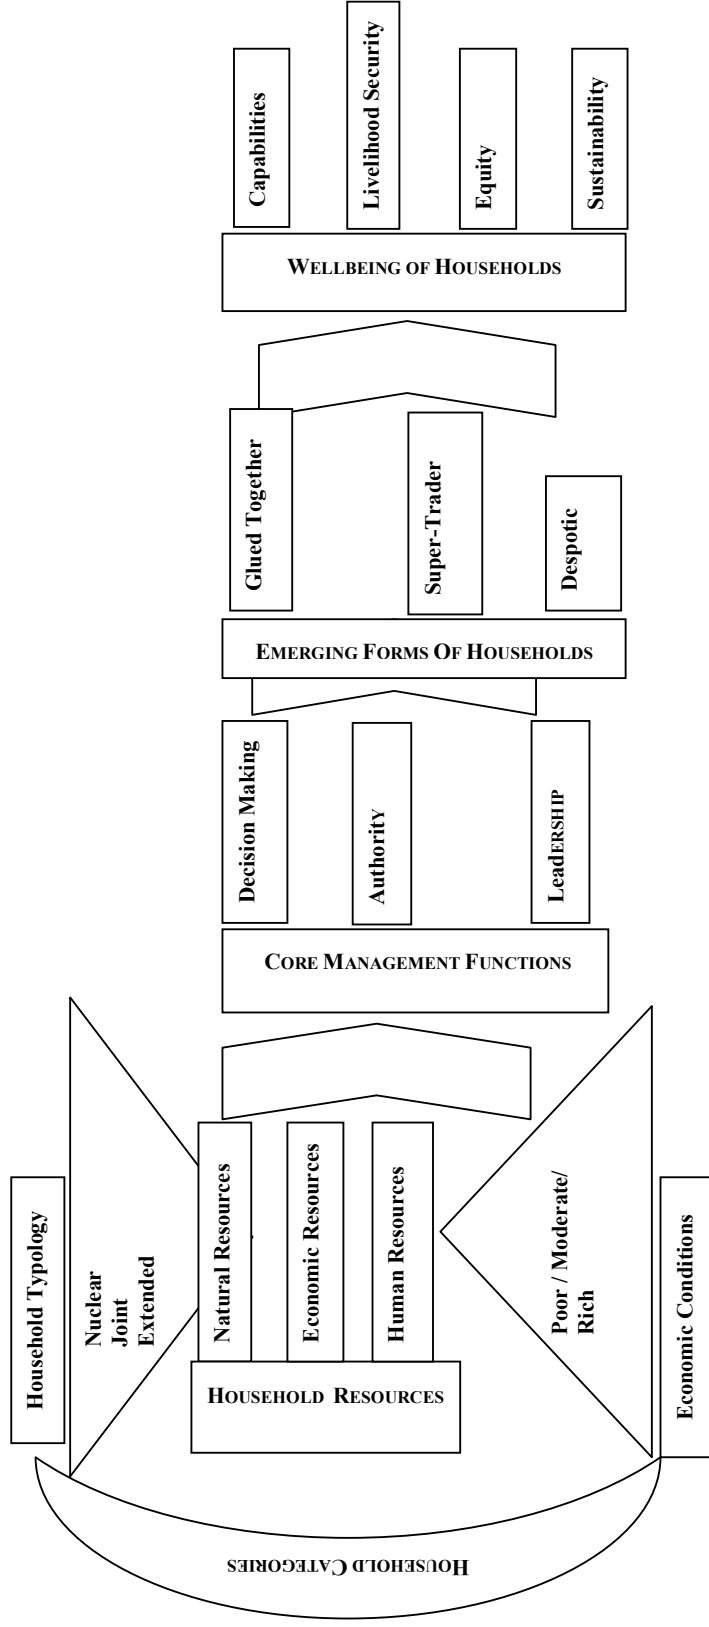 Capabilities
Livelihood Security
Equity
Sustainability
WELLBEING OF HOUSEHOLDS
Glued Together
Super-Trader
Despotic
EMERGING FORMS OF HOUSEHOLDS
Decision Making
AuthoritY
LeadERSHIP
CORE MANAGEMENT FUNCTIONS
Household Typology
Nuclear
Joint
Extended
Natural Resources
Economic Resources
Human Resources
HOUSEHOLD RESOURCES
Poor / Moderate/
Rich
Economic Conditions
HOUSEHOLD CATEGORIES